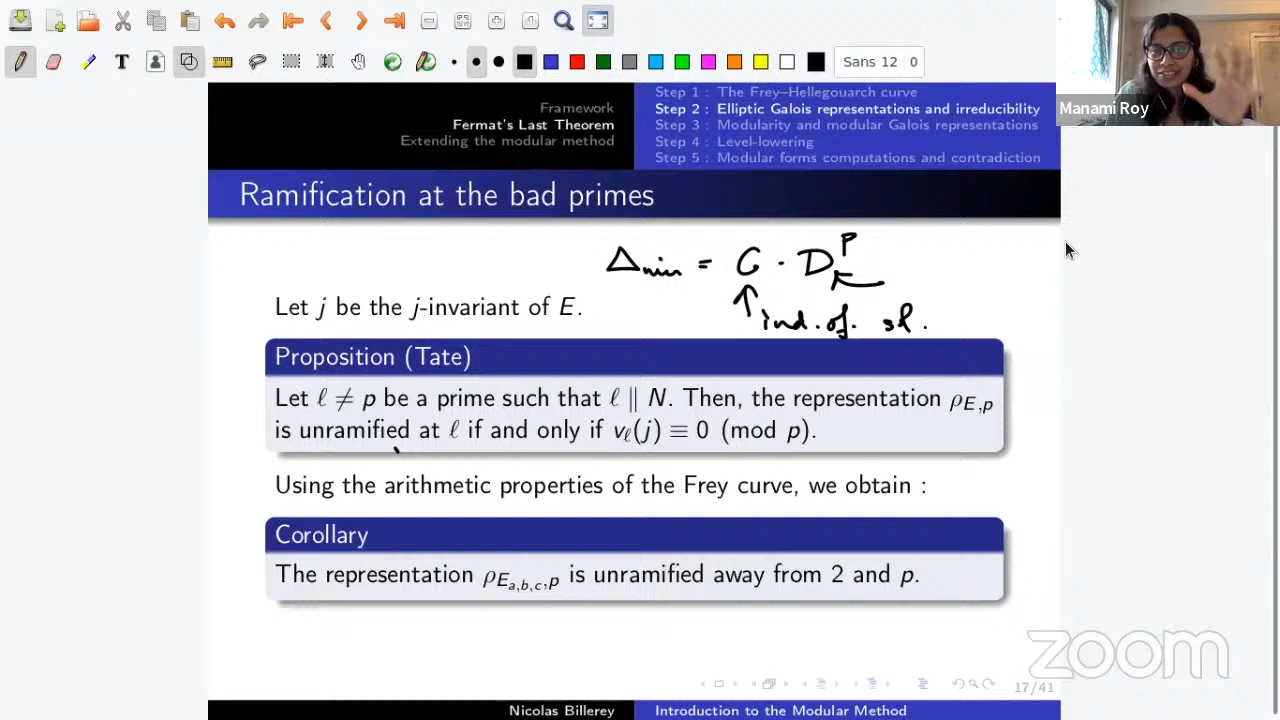 Sans 12 0
Manami Roy
Framework
Fermat's Last Theorem
Extending the modular method
Step 1 : The Frey–Hellegouarch curve
Step 2 : Elliptic Galois representations and irreducibility
Step 3 : Modularity and modular Galois representations
Step 4 : Level-lowering
Step 5 : Modular forms computations and contradiction
Ramification at the bad primes
Δmin = C · D^p
Let j be the j-invariant of E.
ind. of. sl.
Proposition (Tate)
Let ℓ ≠ p be a prime such that ℓ ∥ N. Then, the representation ρE,p
is unramified at ℓ if and only if vℓ(j) ≡ 0 (mod p).
Using the arithmetic properties of the Frey curve, we obtain :
Corollary
The representation ρEa,b,c,p is unramified away from 2 and p.
zoom
17/41
Nicolas Billerey
Introduction to the Modular Method